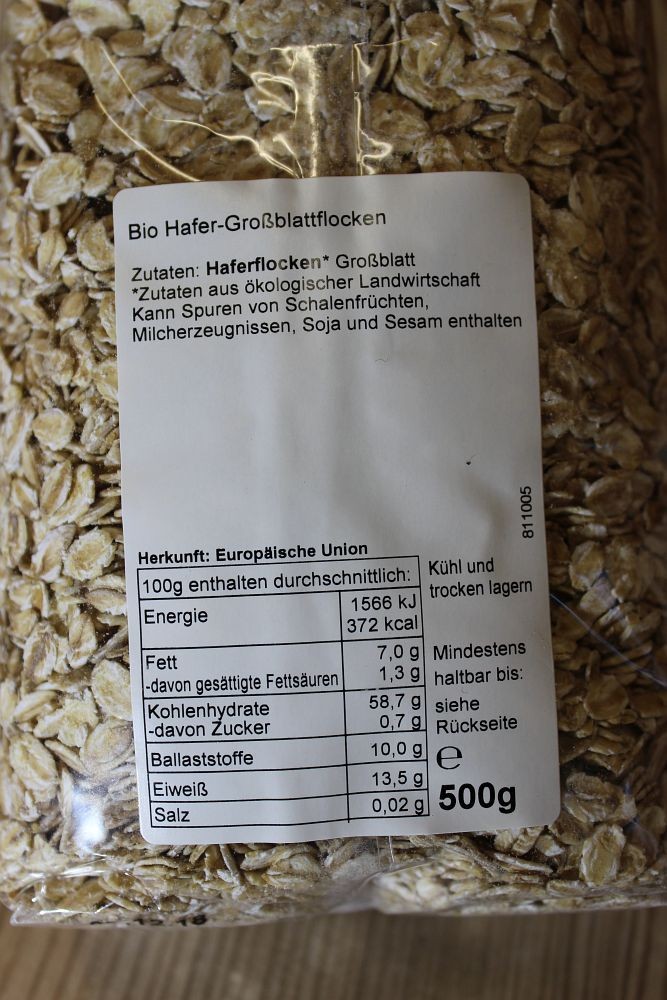 Bio Hafer-Großblattflocken
Zutaten: Haferflocken* Großblatt
*Zutaten aus ökologischer Landwirtschaft
Kann Spuren von Schalenfrüchten,
Milcherzeugnissen, Soja und Sesam enthalten
811005
Herkunft: Europäische Union
100g enthalten durchschnittlich:
Energie 1566 kJ
372 kcal
Fett 7,0 g
-davon gesättigte Fettsäuren 1,3 g
Kohlenhydrate 58,7 g
-davon Zucker 0,7 g
Ballaststoffe 10,0 g
Eiweiß 13,5 g
Salz 0,02 g
Kühl und
trocken lagern
Mindestens
haltbar bis:
siehe
Rückseite
℮
500g